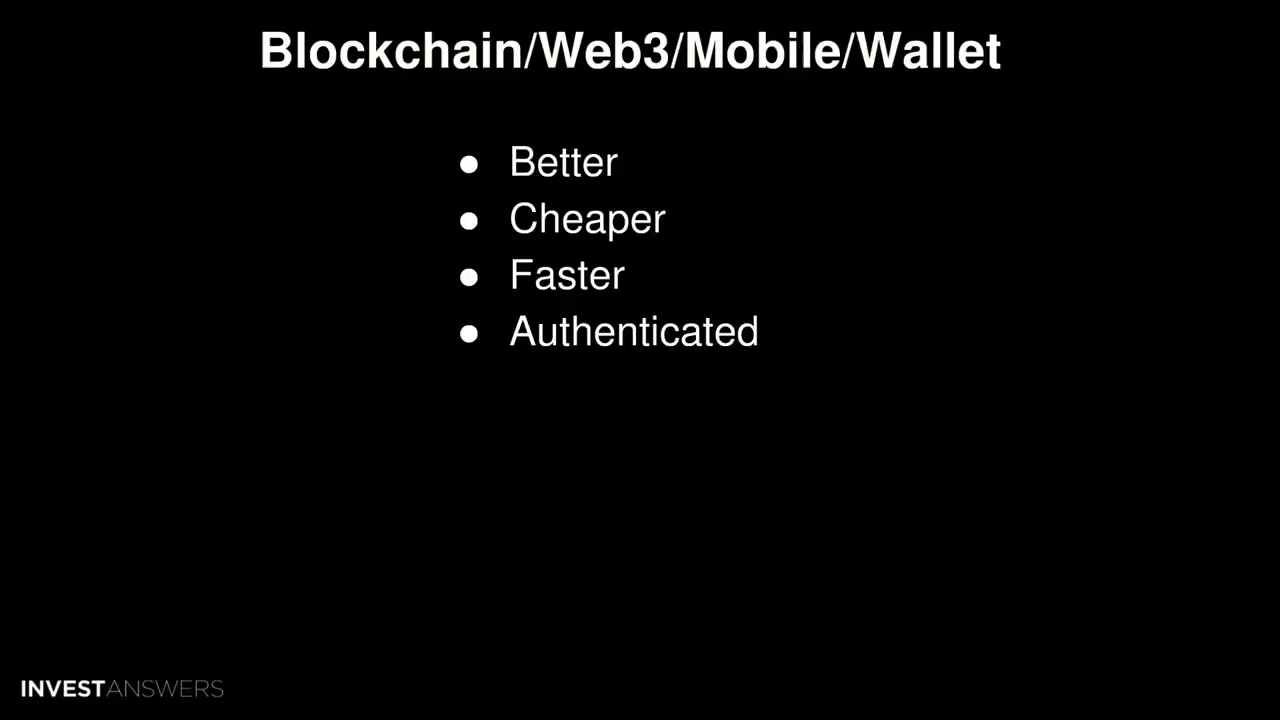 Blockchain/Web3/Mobile/Wallet
● Better
● Cheaper
● Faster
● Authenticated
INVESTANSWERS